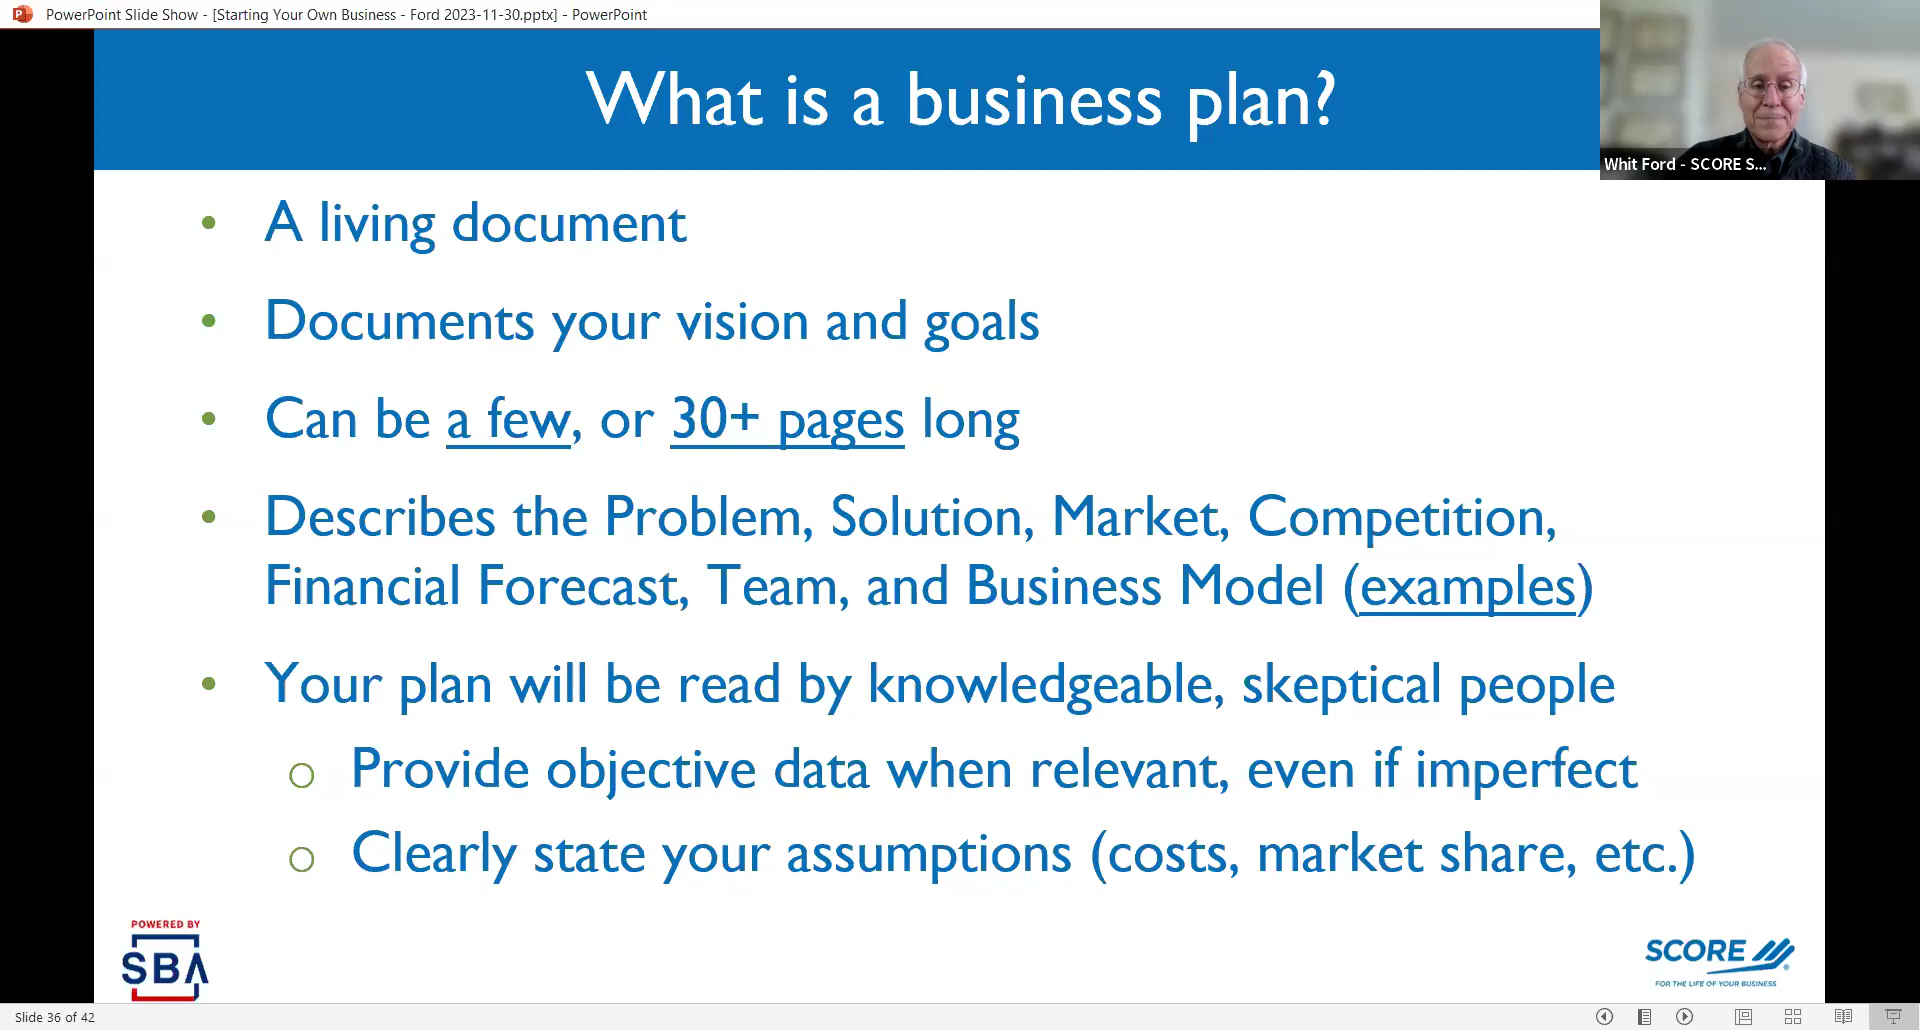 PowerPoint Slide Show - [Starting Your Own Business - Ford 2023-11-30.pptx] - PowerPoint
What is a business plan?
Whit Ford - SCORE S...
• A living document
• Documents your vision and goals
• Can be a few, or 30+ pages long
• Describes the Problem, Solution, Market, Competition,
Financial Forecast, Team, and Business Model (examples)
• Your plan will be read by knowledgeable, skeptical people
o Provide objective data when relevant, even if imperfect
o Clearly state your assumptions (costs, market share, etc.)
POWERED BY
SBA
SCORE
FOR THE LIFE OF YOUR BUSINESS
Slide 36 of 42